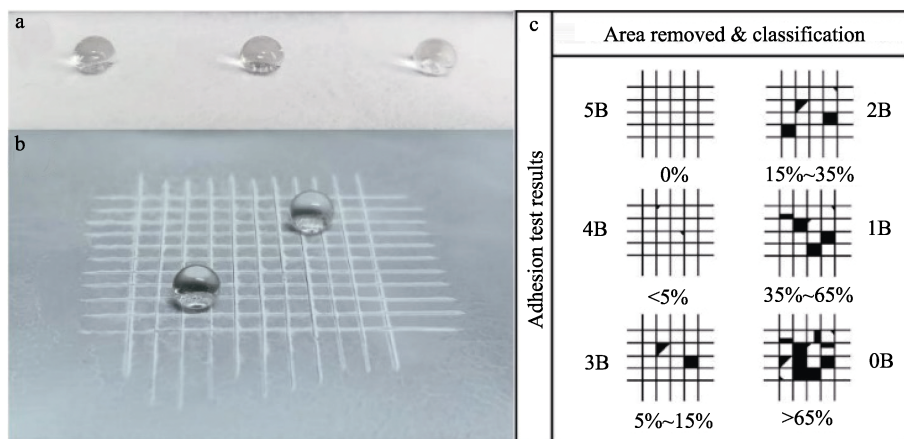 a
b
c
Adhesion test results
Area removed & classification
5B
0%
2B
15%~35%
4B
<5%
1B
35%~65%
3B
5%~15%
0B
>65%